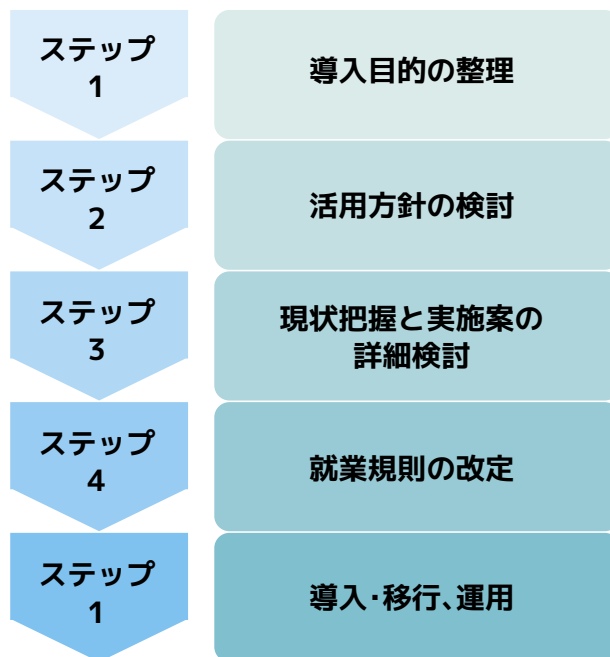 ステップ
1
導入目的の整理
ステップ
2
活用方針の検討
ステップ
3
現状把握と実施案の
詳細検討
ステップ
4
就業規則の改定
ステップ
1
導入・移行、運用